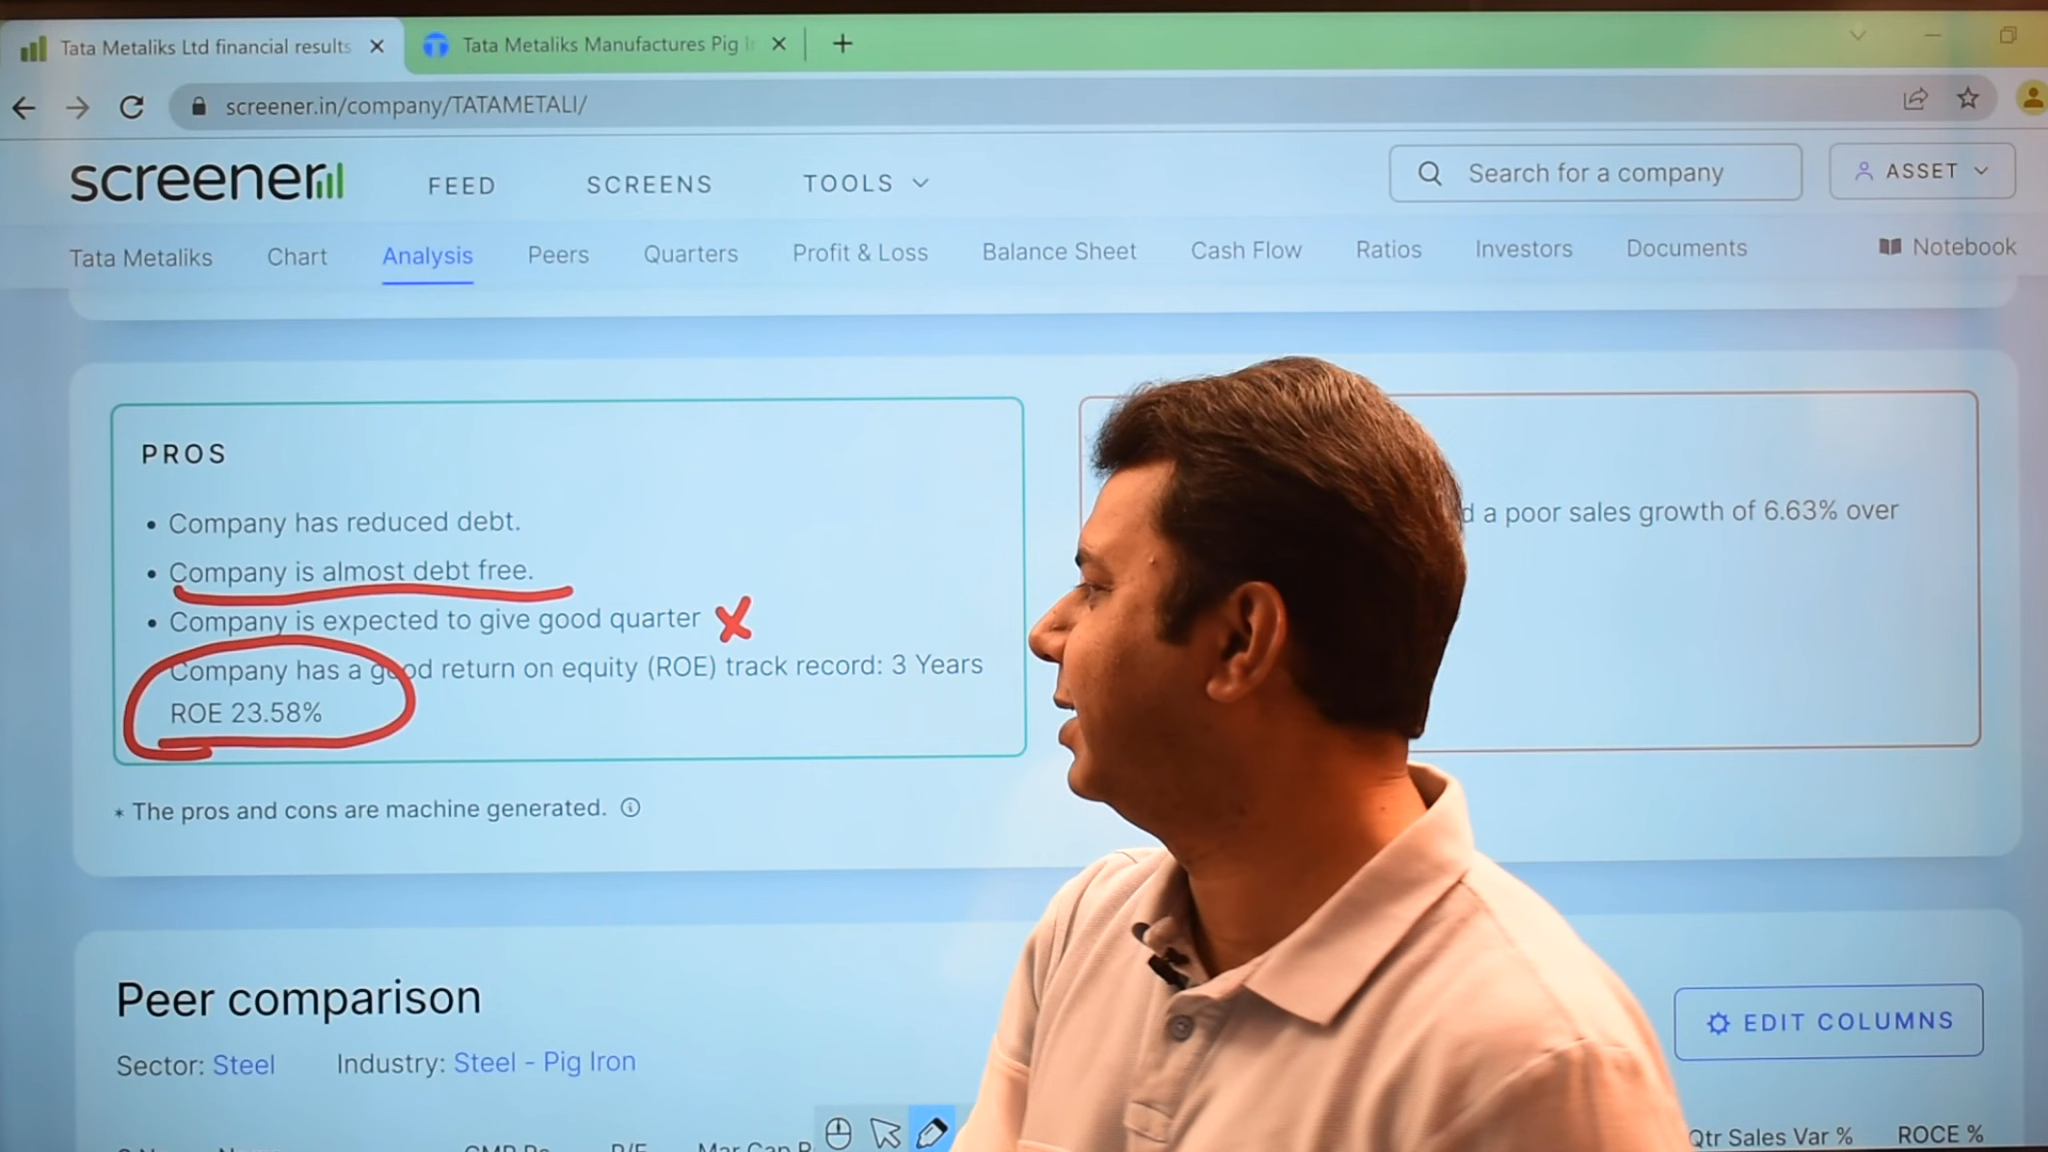 Tata Metaliks Ltd financial results
Tata Metaliks Manufactures Pig
screener.in/company/TATAMETALI/
screener
FEED
SCREENS
TOOLS
Search for a company
ASSET
Tata Metaliks
Chart
Analysis
Peers
Quarters
Profit & Loss
Balance Sheet
Cash Flow
Ratios
Investors
Documents
Notebook
PROS
• Company has reduced debt.
• Company is almost debt free.
• Company is expected to give good quarter
Company has a good return on equity (ROE) track record: 3 Years
ROE 23.58%
a poor sales growth of 6.63% over
* The pros and cons are machine generated.
Peer comparison
EDIT COLUMNS
Sector: Steel
Industry: Steel - Pig Iron
Qtr Sales Var %
ROCE %